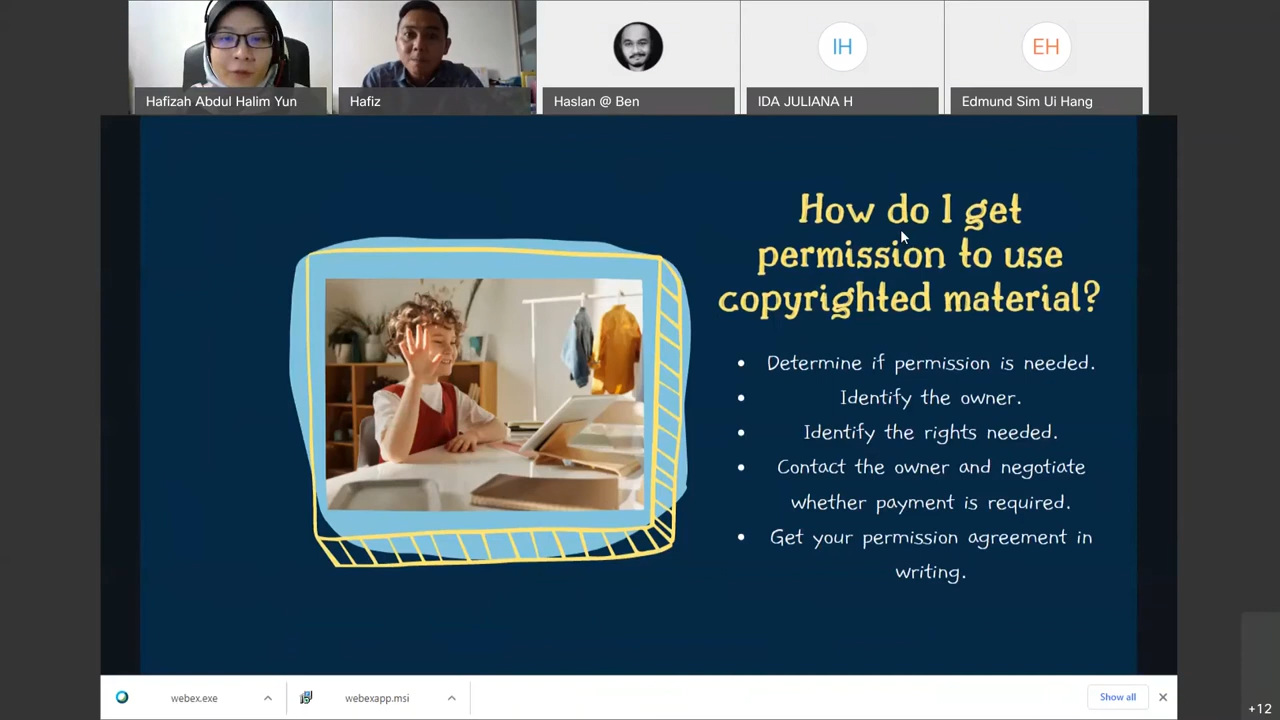 Hafizah Abdul Halim Yun
Hafiz
Haslan @ Ben
IH
IDA JULIANA H
EH
Edmund Sim Ui Hang
How do I get
permission to use
copyrighted material?
• Determine if permission is needed.
• Identify the owner.
• Identify the rights needed.
• Contact the owner and negotiate
whether payment is required.
• Get your permission agreement in
writing.
webex.exe
webexapp.msi
Show all
+12